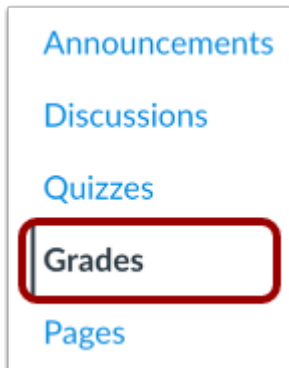 Announcements
Discussions
Quizzes
Grades
Pages